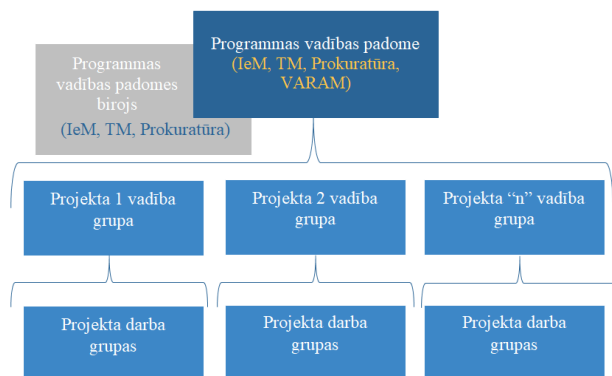 Programmas vadības padome
(IeM, TM, Prokuratūra,
VARAM)
Programmas
vadības padomes
birojs
(IeM, TM, Prokuratūra)
Projekta 1 vadība
grupa
Projekta 2 vadība
grupa
Projekta “n” vadība
grupa
Projekta darba
grupas
Projekta darba
grupas
Projekta darba
grupas